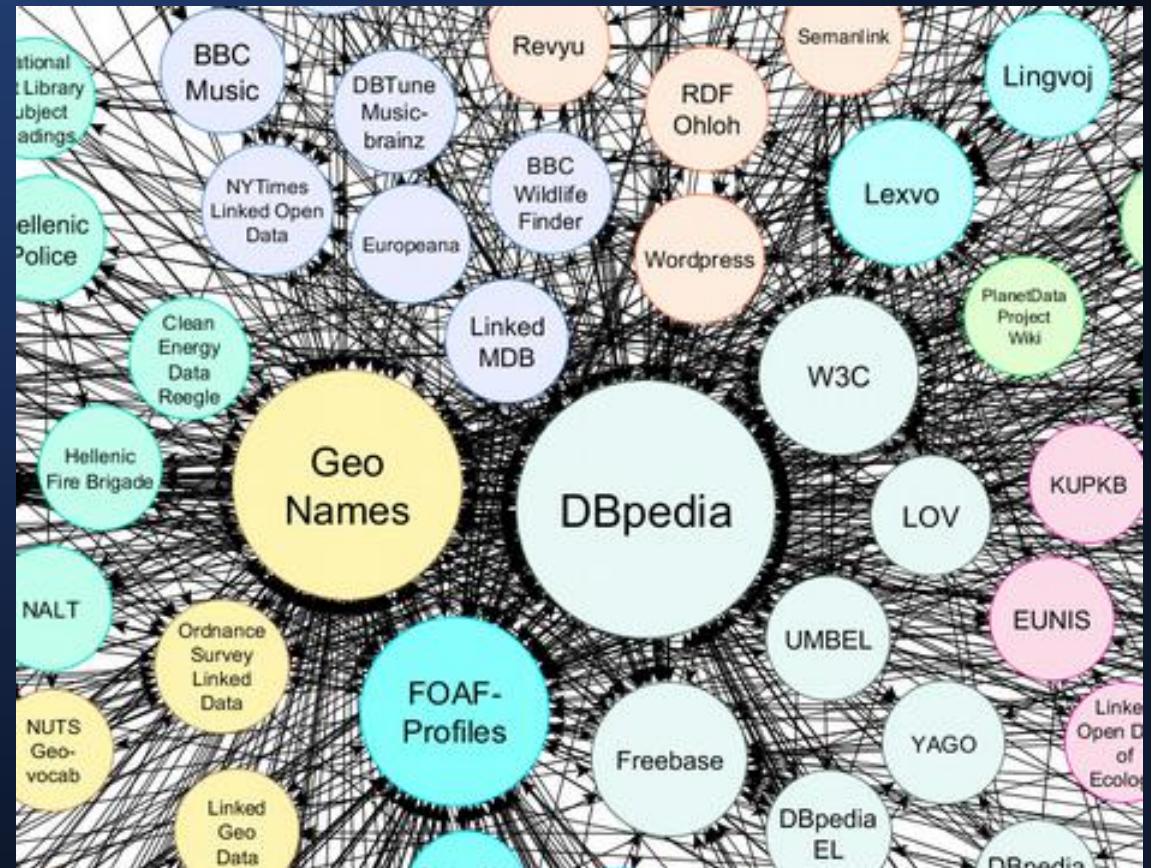 BBC
Music
DBTune
Music-
brainz
Revyu
RDF
Ohloh
Semanlink
Lingvoj
ational
t Library
ubject
adings
NYTimes
Linked Open
Data
Europeana
BBC
Wildlife
Finder
Wordpress
Lexvo
ellenic
Police
Clean
Energy
Data
Reegle
Linked
MDB
W3C
PlanetData
Project
Wiki
Hellenic
Fire Brigade
Geo
Names
DBpedia
LOV
KUPKB
NALT
Ordnance
Survey
Linked
Data
FOAF-
Profiles
UMBEL
EUNIS
NUTS
Geo-
vocab
Freebase
YAGO
Linke
Open D
of
Ecolog
Linked
Geo
Data
DBpedia
EL
DBpedia